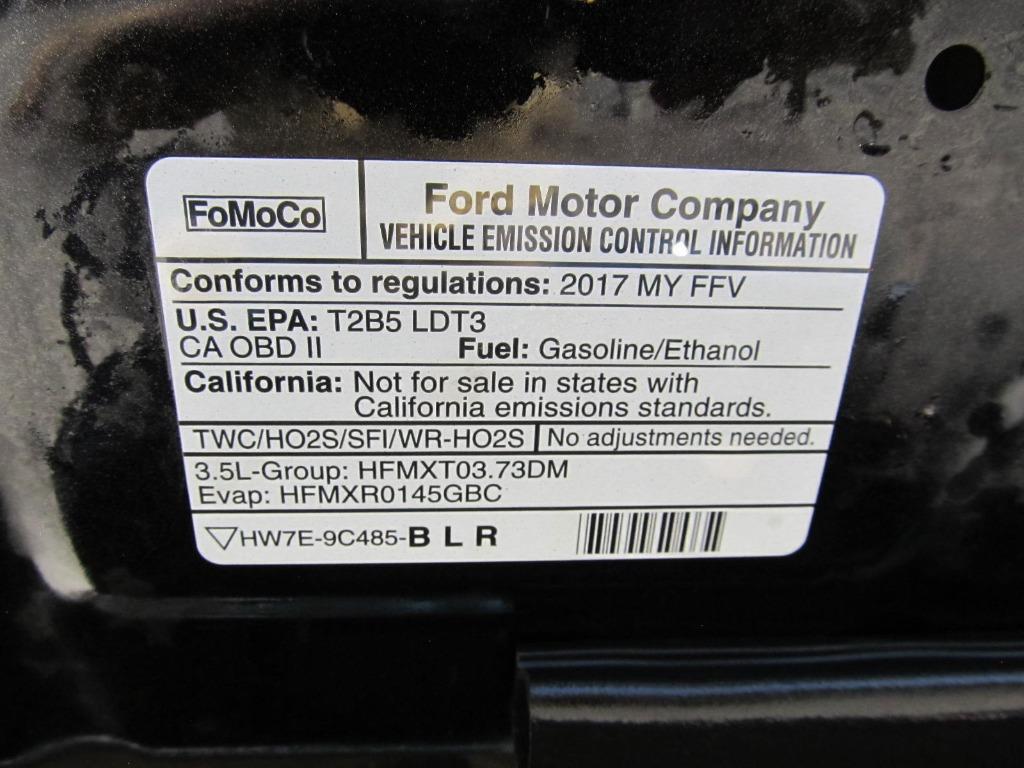 FoMoCo
Ford Motor Company
VEHICLE EMISSION CONTROL INFORMATION
Conforms to regulations: 2017 MY FFV
U.S. EPA: T2B5 LDT3
CA OBD II Fuel: Gasoline/Ethanol
California: Not for sale in states with
California emissions standards.
TWC/HO2S/SFI/WR-HO2S No adjustments needed.
3.5L-Group: HFMXT03.73DM
Evap: HFMXR0145GBC
▽HW7E-9C485-B L R